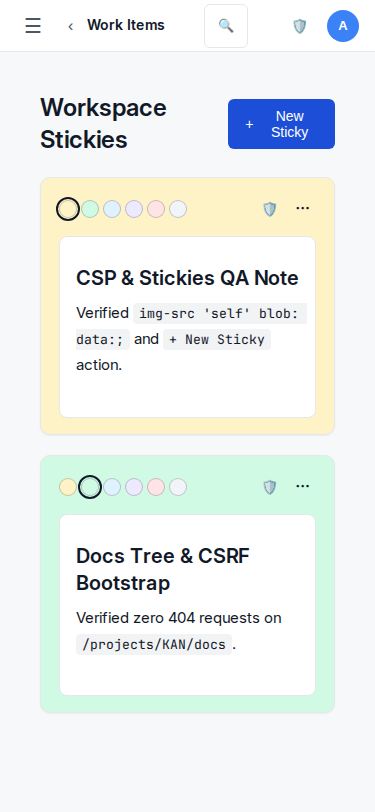 ☰ ‹ Work Items 🔍 🛡️ A
Workspace
Stickies
+ New
Sticky
•••
CSP & Stickies QA Note
Verified img-src 'self' blob:
data:; and + New Sticky
action.
•••
Docs Tree & CSRF
Bootstrap
Verified zero 404 requests on
/projects/KAN/docs.